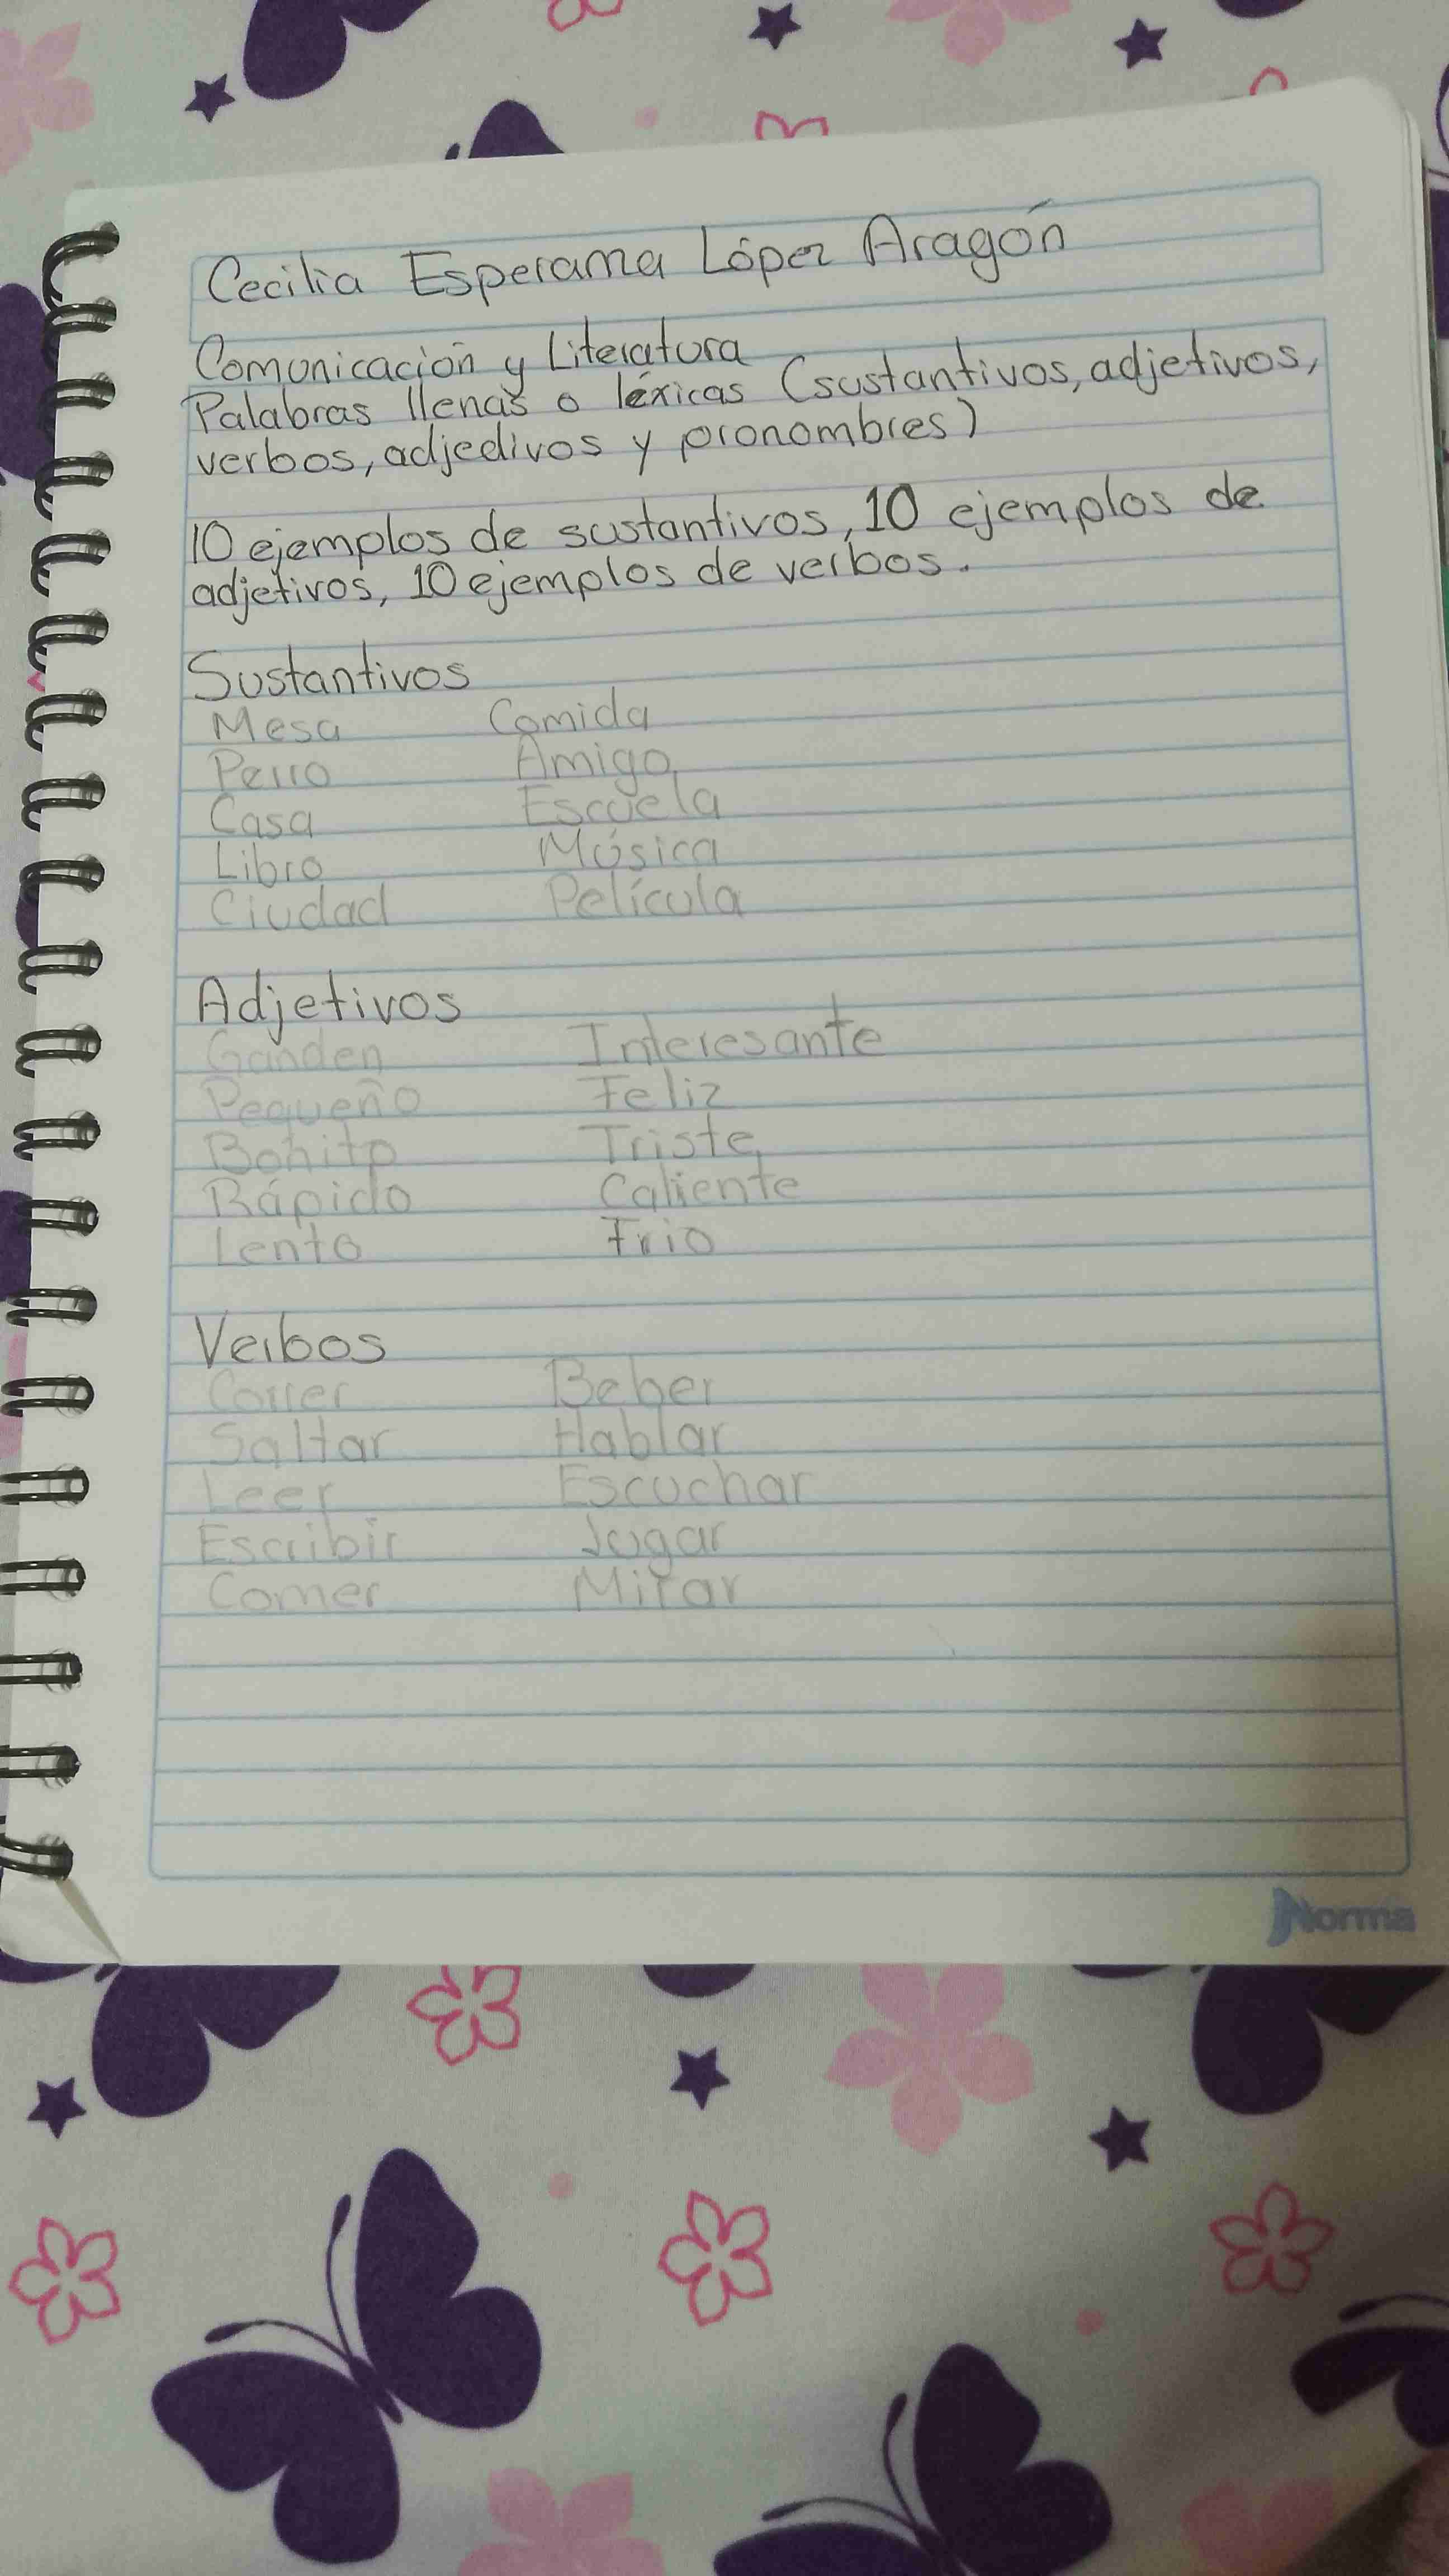 Cecilia Esperanza López Aragón
Comunicación y Literatura
Palabras llenas o léxicas (sustantivos, adjetivos,
verbos, adjedivos y pronombres)
10 ejemplos de sustantivos, 10 ejemplos de
adjetivos, 10 ejemplos de verbos.
Sustantivos
Mesa Comida
Perro Amigo
Casa Escuela
Libro Música
Ciudad Película
Adjetivos
Ganden Interesante
Pequeño Feliz
Bonito Triste
Rápido Caliente
Lento Frio
Verbos
Correr Beber
Saltar Hablar
Leer Escuchar
Escribir Jugar
Comer Mirar
Norma